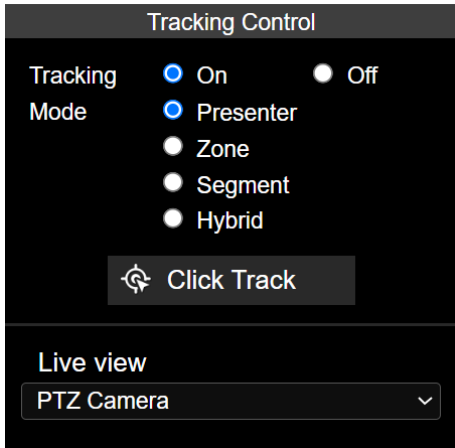 Tracking Control
Tracking On Off
Mode Presenter
Zone
Segment
Hybrid
Click Track
Live view
PTZ Camera